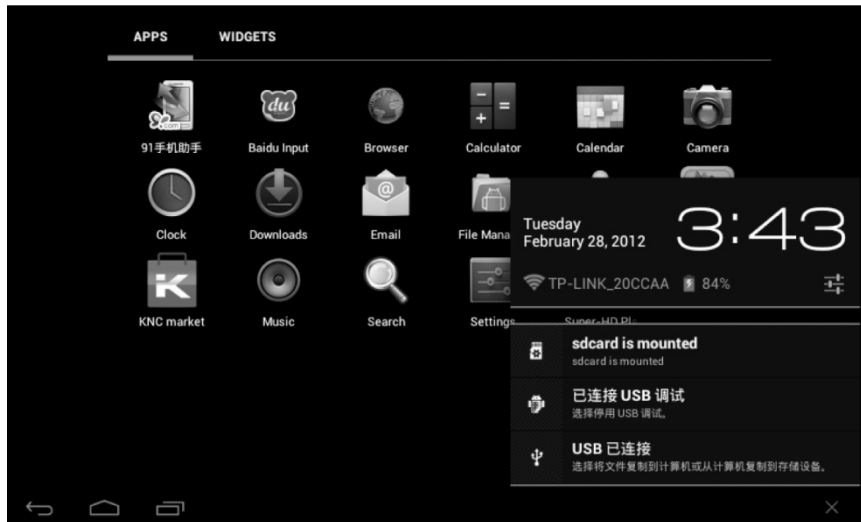 APPS WIDGETS
91手机助手 Baidu Input Browser Calculator Calendar Camera
Clock Downloads Email File Mana
KNC market Music Search Settings Super-HD Pl
Tuesday
February 28, 2012
3:43
TP-LINK_20CCAA 84%
sdcard is mounted
sdcard is mounted
已连接 USB 调试
选择停用 USB 调试。
USB 已连接
选择将文件复制到计算机或从计算机复制到存储设备。